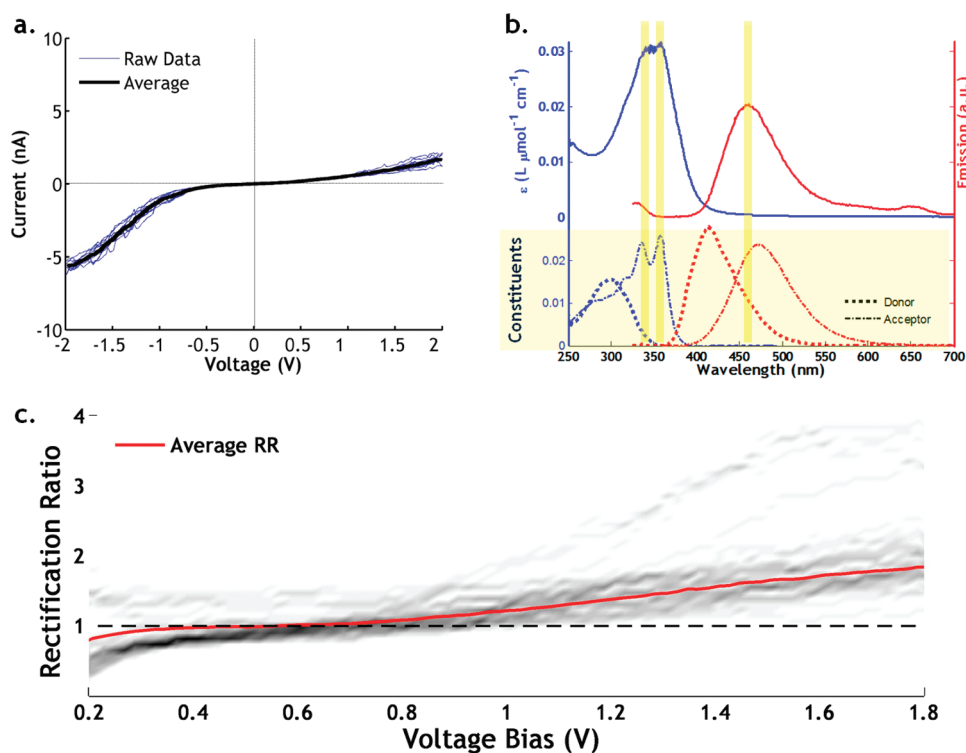 a.
10
5
0
-5
-10
Current (nA)
Raw Data
Average
-2 -1.5 -1 -0.5 0 0.5 1 1.5 2
Voltage (V)
b.
0.03
0.02
0.01
0
ε (L μmol⁻¹ cm⁻¹)
Emission (a.u.)
Constituents
0.02
0.01
0
Donor
Acceptor
250 300 350 400 450 500 550 600 650 700
Wavelength (nm)
c.
4
3
2
1
Rectification Ratio
Average RR
0.2 0.4 0.6 0.8 1 1.2 1.4 1.6 1.8
Voltage Bias (V)